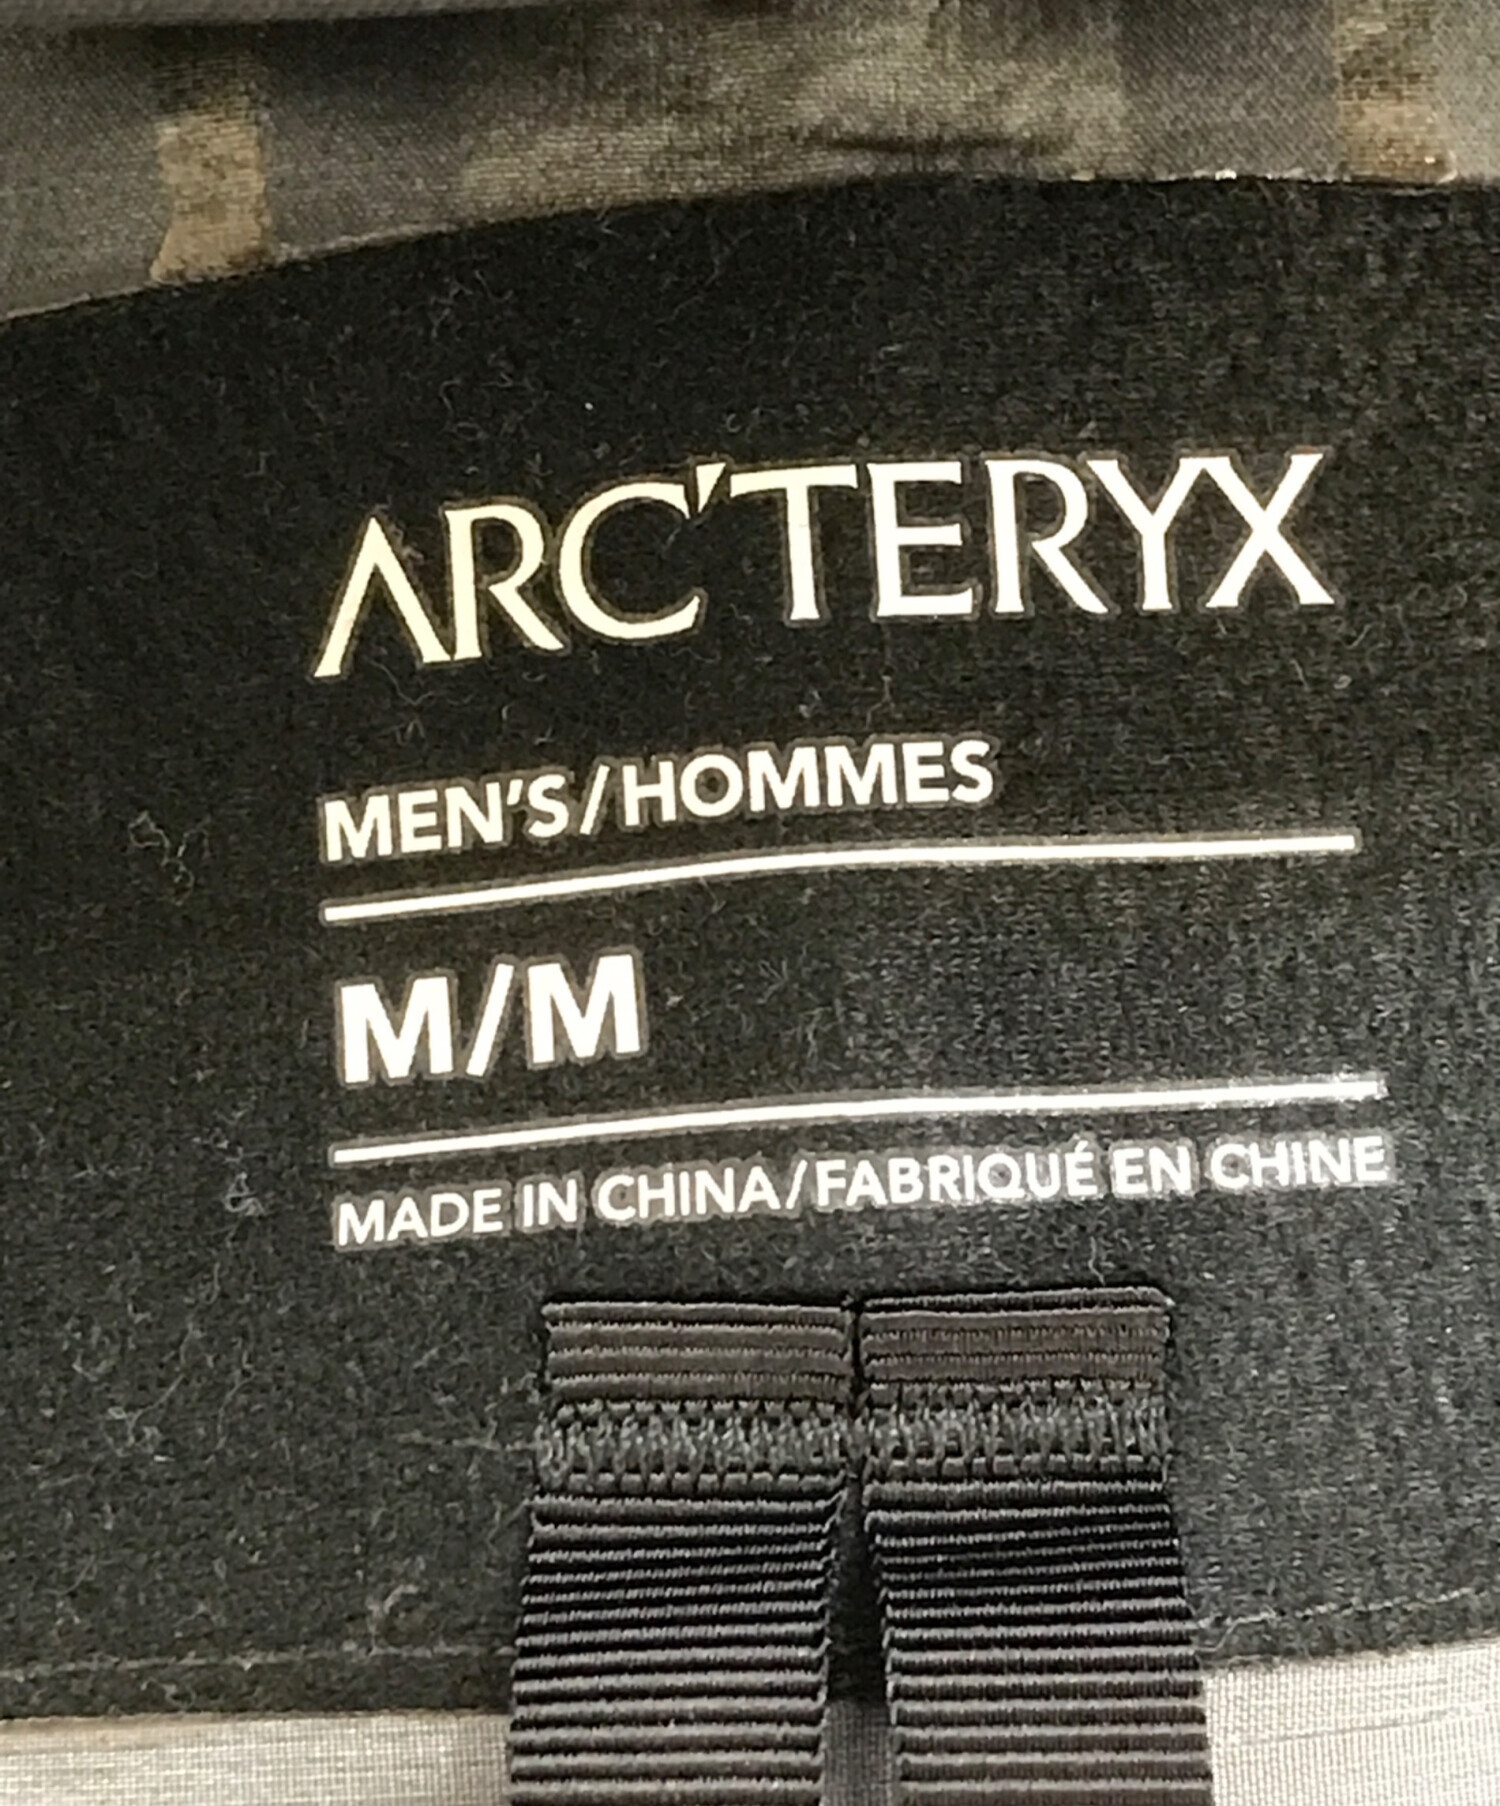 ARC'TERYX
MEN'S/HOMMES
M/M
MADE IN CHINA/FABRIQUÉ EN CHINE